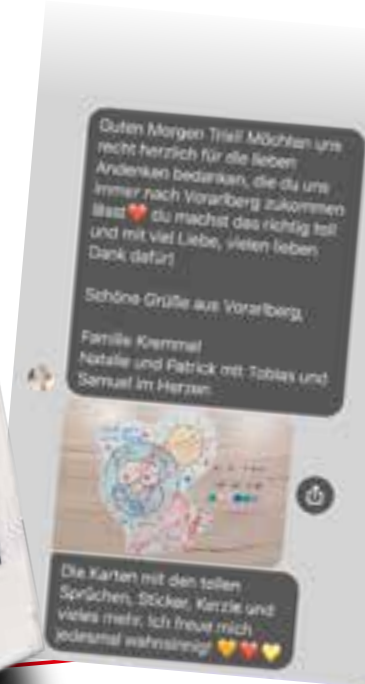 Guten Morgen Trixi! Möchten uns
recht herzlich für die lieben
Andenken bedanken, die du uns
immer nach Vorarlberg zukommen
lässt❤️ du machst das richtig toll
und mit viel Liebe, vielen lieben
Dank dafür!
Schöne Grüße aus Vorarlberg,
Familie Kremmel
Natalie und Patrick mit Tobias und
Samuel im Herzen
Die Karten mit den tollen
Sprüchen, Sticker, Kerzle und
vieles mehr. Ich freue mich
jedesmal wahnsinnig! 🧡❤️💛